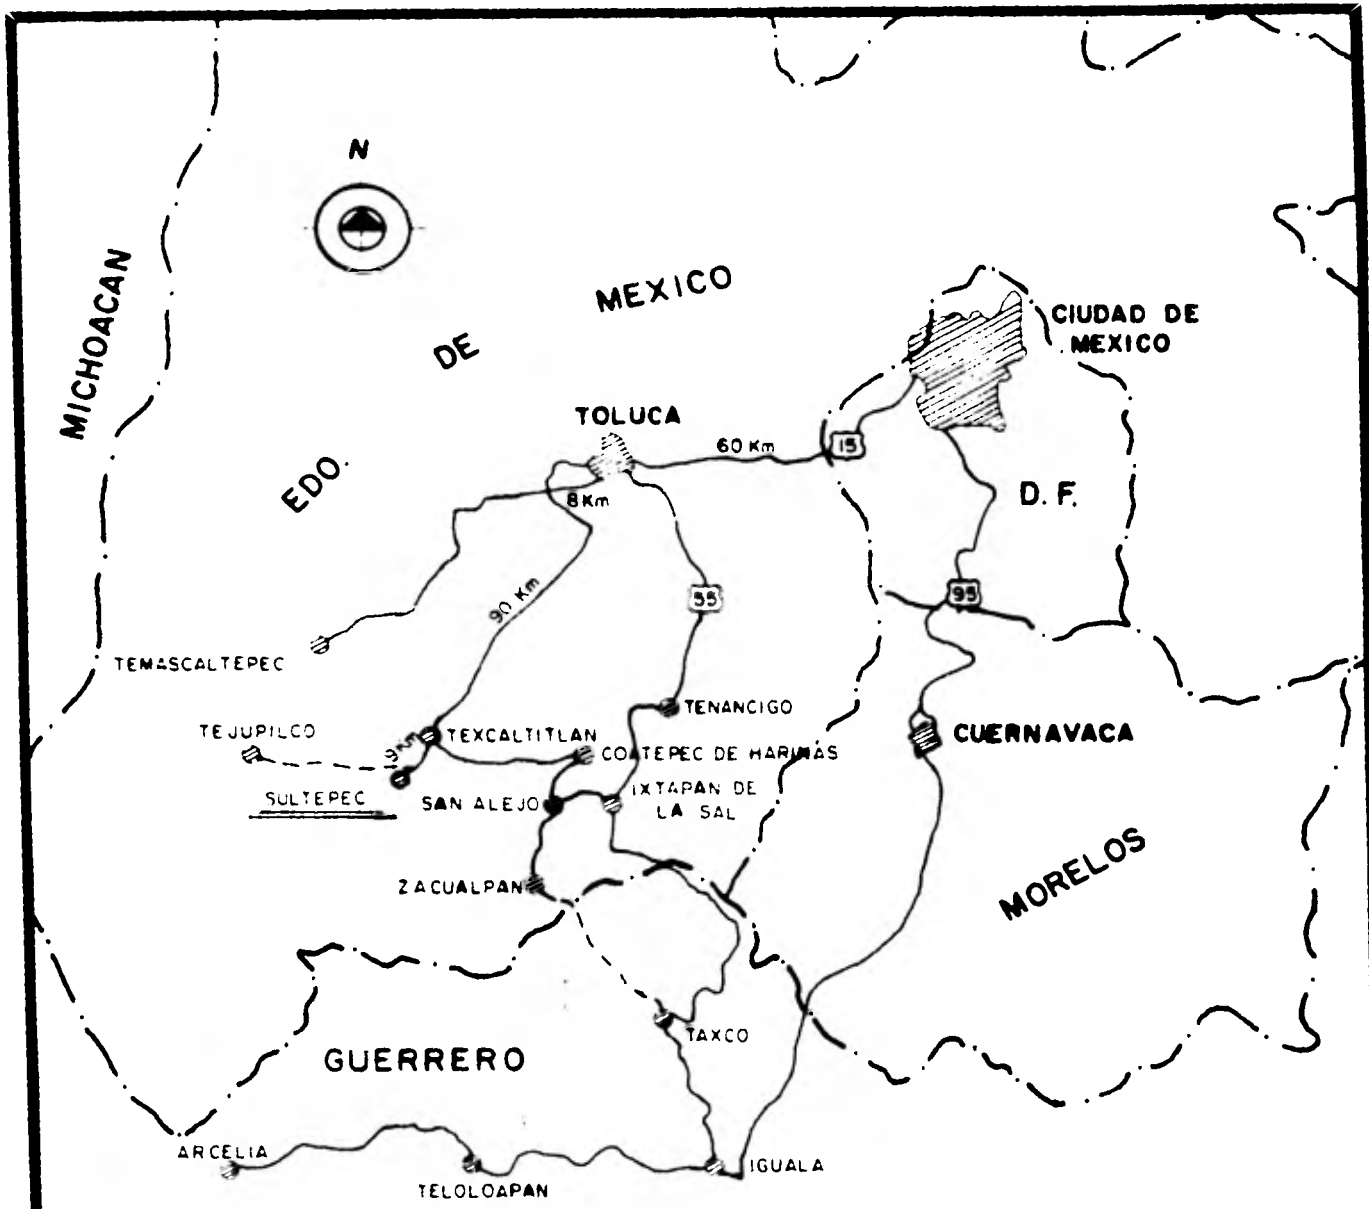 N
MICHOACAN
EDO.
DE
MEXICO
CIUDAD DE
MEXICO
TOLUCA
60 Km
15
8 Km
D. F.
90 Km
55
95
TEMASCALTEPEC
TENANCIGO
TEJUPILCO
9 Km
TEXCALTITLAN
COATEPEC DE HARINAS
CUERNAVACA
SULTEPEC
SAN ALEJO
IXTAPAN DE
LA SAL
ZACUALPAN
MORELOS
TAXCO
GUERRERO
ARCELIA
TELOLOAPAN
IGUALA